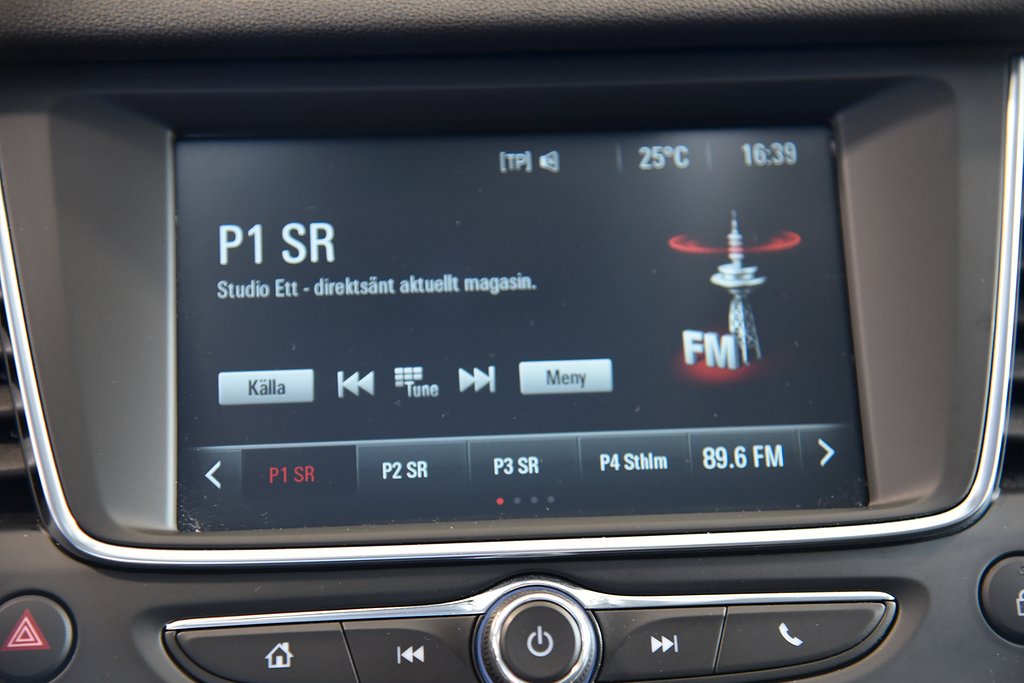 [TP] 25°C 16:39
P1 SR
Studio Ett - direktsänt aktuellt magasin.
FM
Källa Tune Meny
P1 SR P2 SR P3 SR P4 Sthlm 89.6 FM